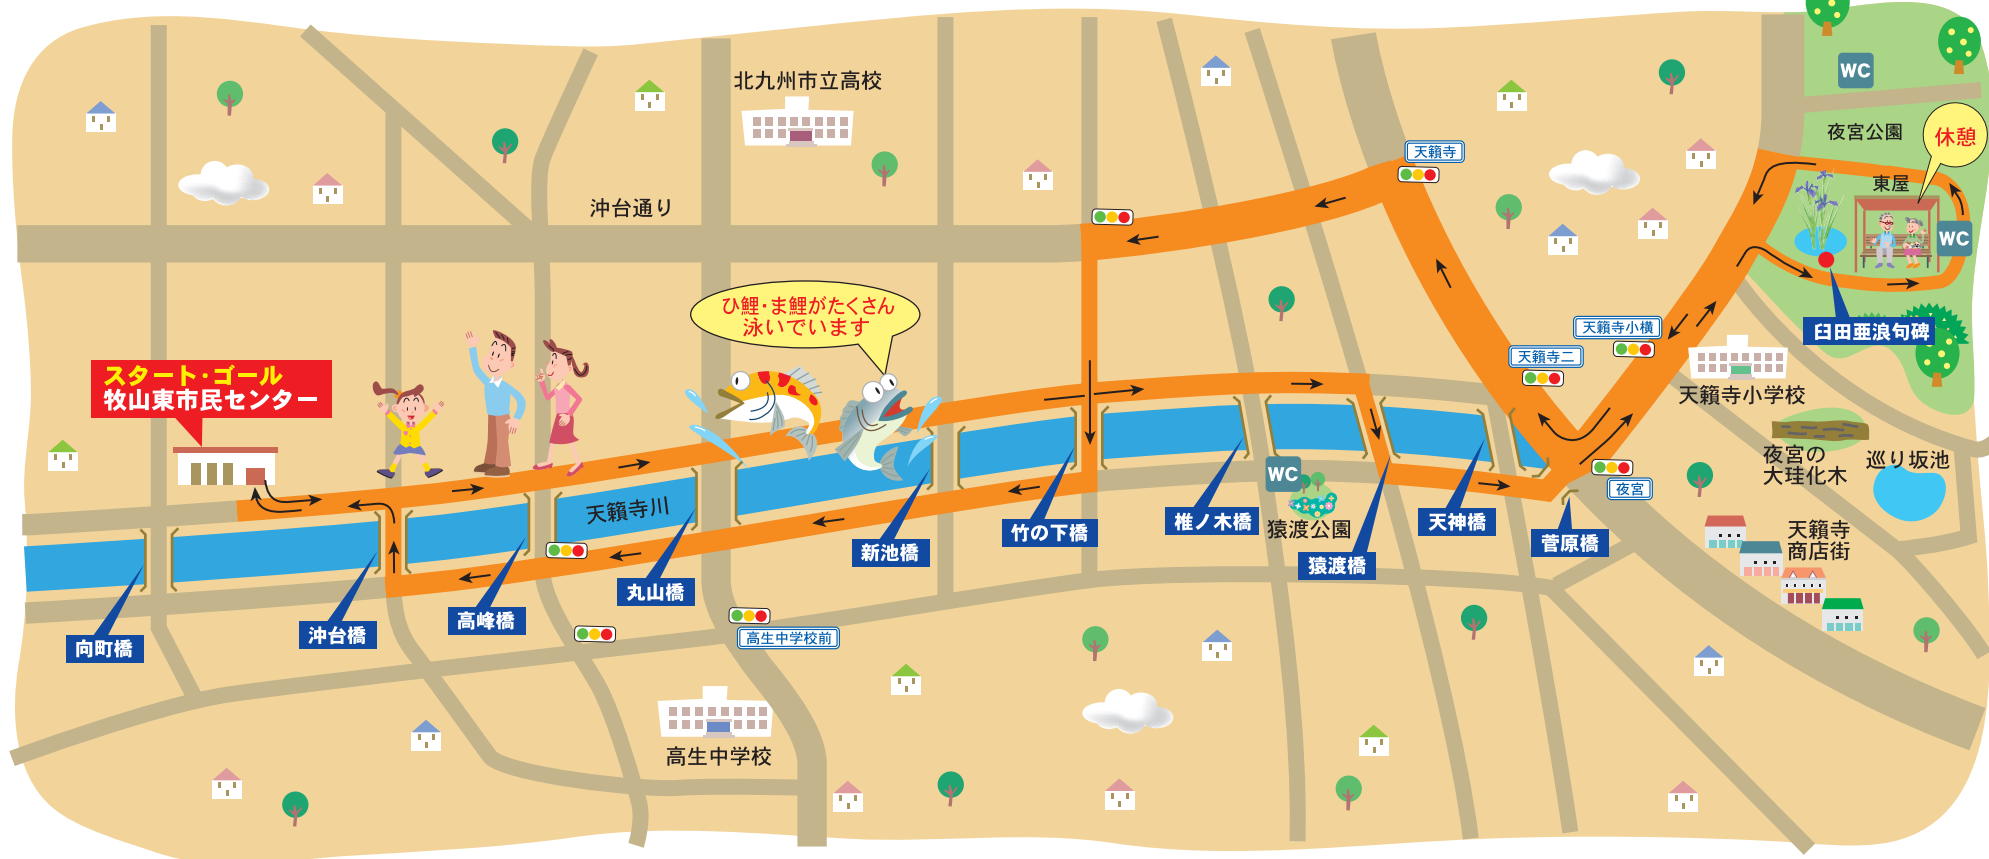 北九州市立高校
WC
夜宮公園
休憩
天籟寺
東屋
沖台通り
WC
ひ鯉・ま鯉がたくさん
泳いでいます
天籟寺小横
臼田亜浪句碑
天籟寺二
スタート・ゴール
牧山東市民センター
天籟寺小学校
夜宮の
大珪化木
巡り坂池
WC
夜宮
天籟寺川
猿渡公園
天籟寺
商店街
竹の下橋
椎ノ木橋
天神橋
菅原橋
新池橋
猿渡橋
丸山橋
高峰橋
沖台橋
向町橋
高生中学校前
高生中学校